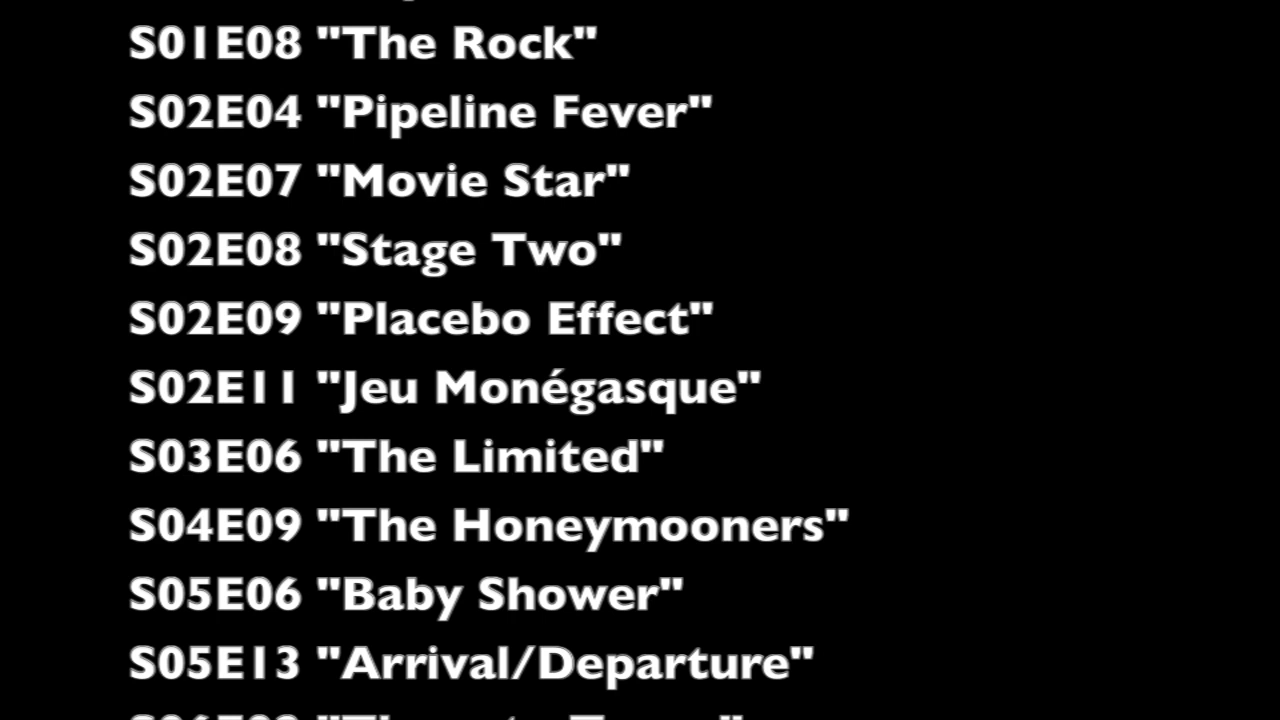 S01E08 "The Rock"
S02E04 "Pipeline Fever"
S02E07 "Movie Star"
S02E08 "Stage Two"
S02E09 "Placebo Effect"
S02E11 "Jeu Monégasque"
S03E06 "The Limited"
S04E09 "The Honeymooners"
S05E06 "Baby Shower"
S05E13 "Arrival/Departure"